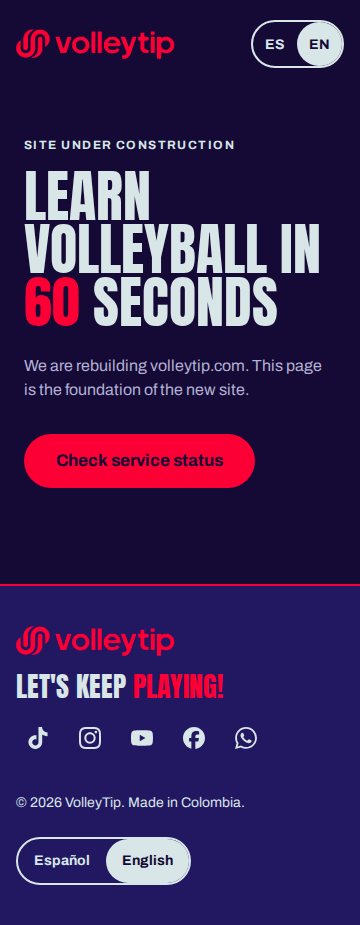 volleytip
ES EN
SITE UNDER CONSTRUCTION
LEARN
VOLLEYBALL IN
60 SECONDS
We are rebuilding volleytip.com. This page
is the foundation of the new site.
Check service status
volleytip
LET'S KEEP PLAYING!
© 2026 VolleyTip. Made in Colombia.
Español English